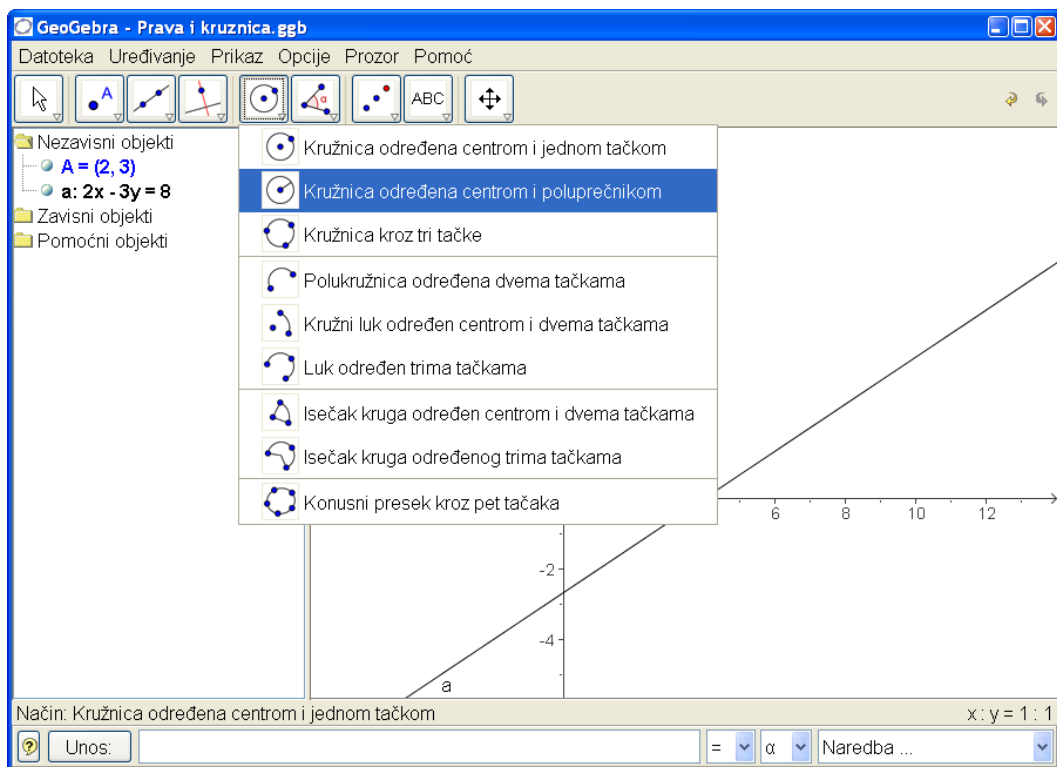 GeoGebra - Prava i kruznica.ggb
Datoteka Uređivanje Prikaz Opcije Prozor Pomoć
A α ABC
Nezavisni objekti
A = (2, 3)
a: 2x - 3y = 8
Zavisni objekti
Pomoćni objekti
Kružnica određena centrom i jednom tačkom
Kružnica određena centrom i poluprečnikom
Kružnica kroz tri tačke
Polukružnica određena dvema tačkama
Kružni luk određen centrom i dvema tačkama
Luk određen trima tačkama
Isečak kruga određen centrom i dvema tačkama
Isečak kruga određenog trima tačkama
Konusni presek kroz pet tačaka
6 8 10 12
-2
-4
a
Način: Kružnica određena centrom i jednom tačkom x : y = 1 : 1
? Unos: = α Naredba ...